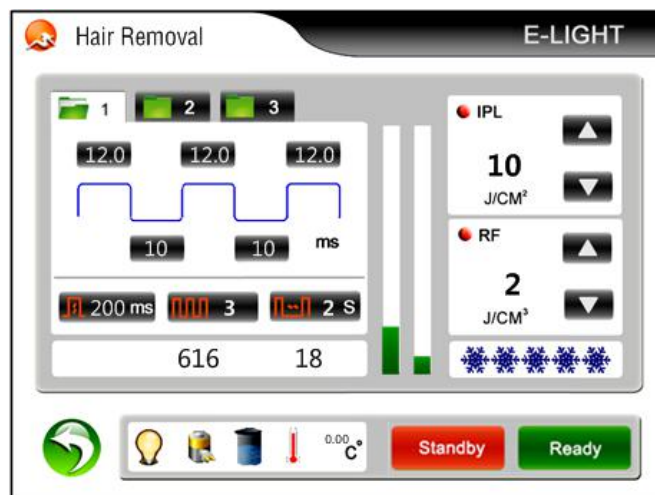 Hair Removal
E-LIGHT
1 2 3
12.0 12.0 12.0
10 10 ms
200 ms 3 2 S
616 18
IPL
10
J/CM²
RF
2
J/CM³
0.00 C°
Standby Ready